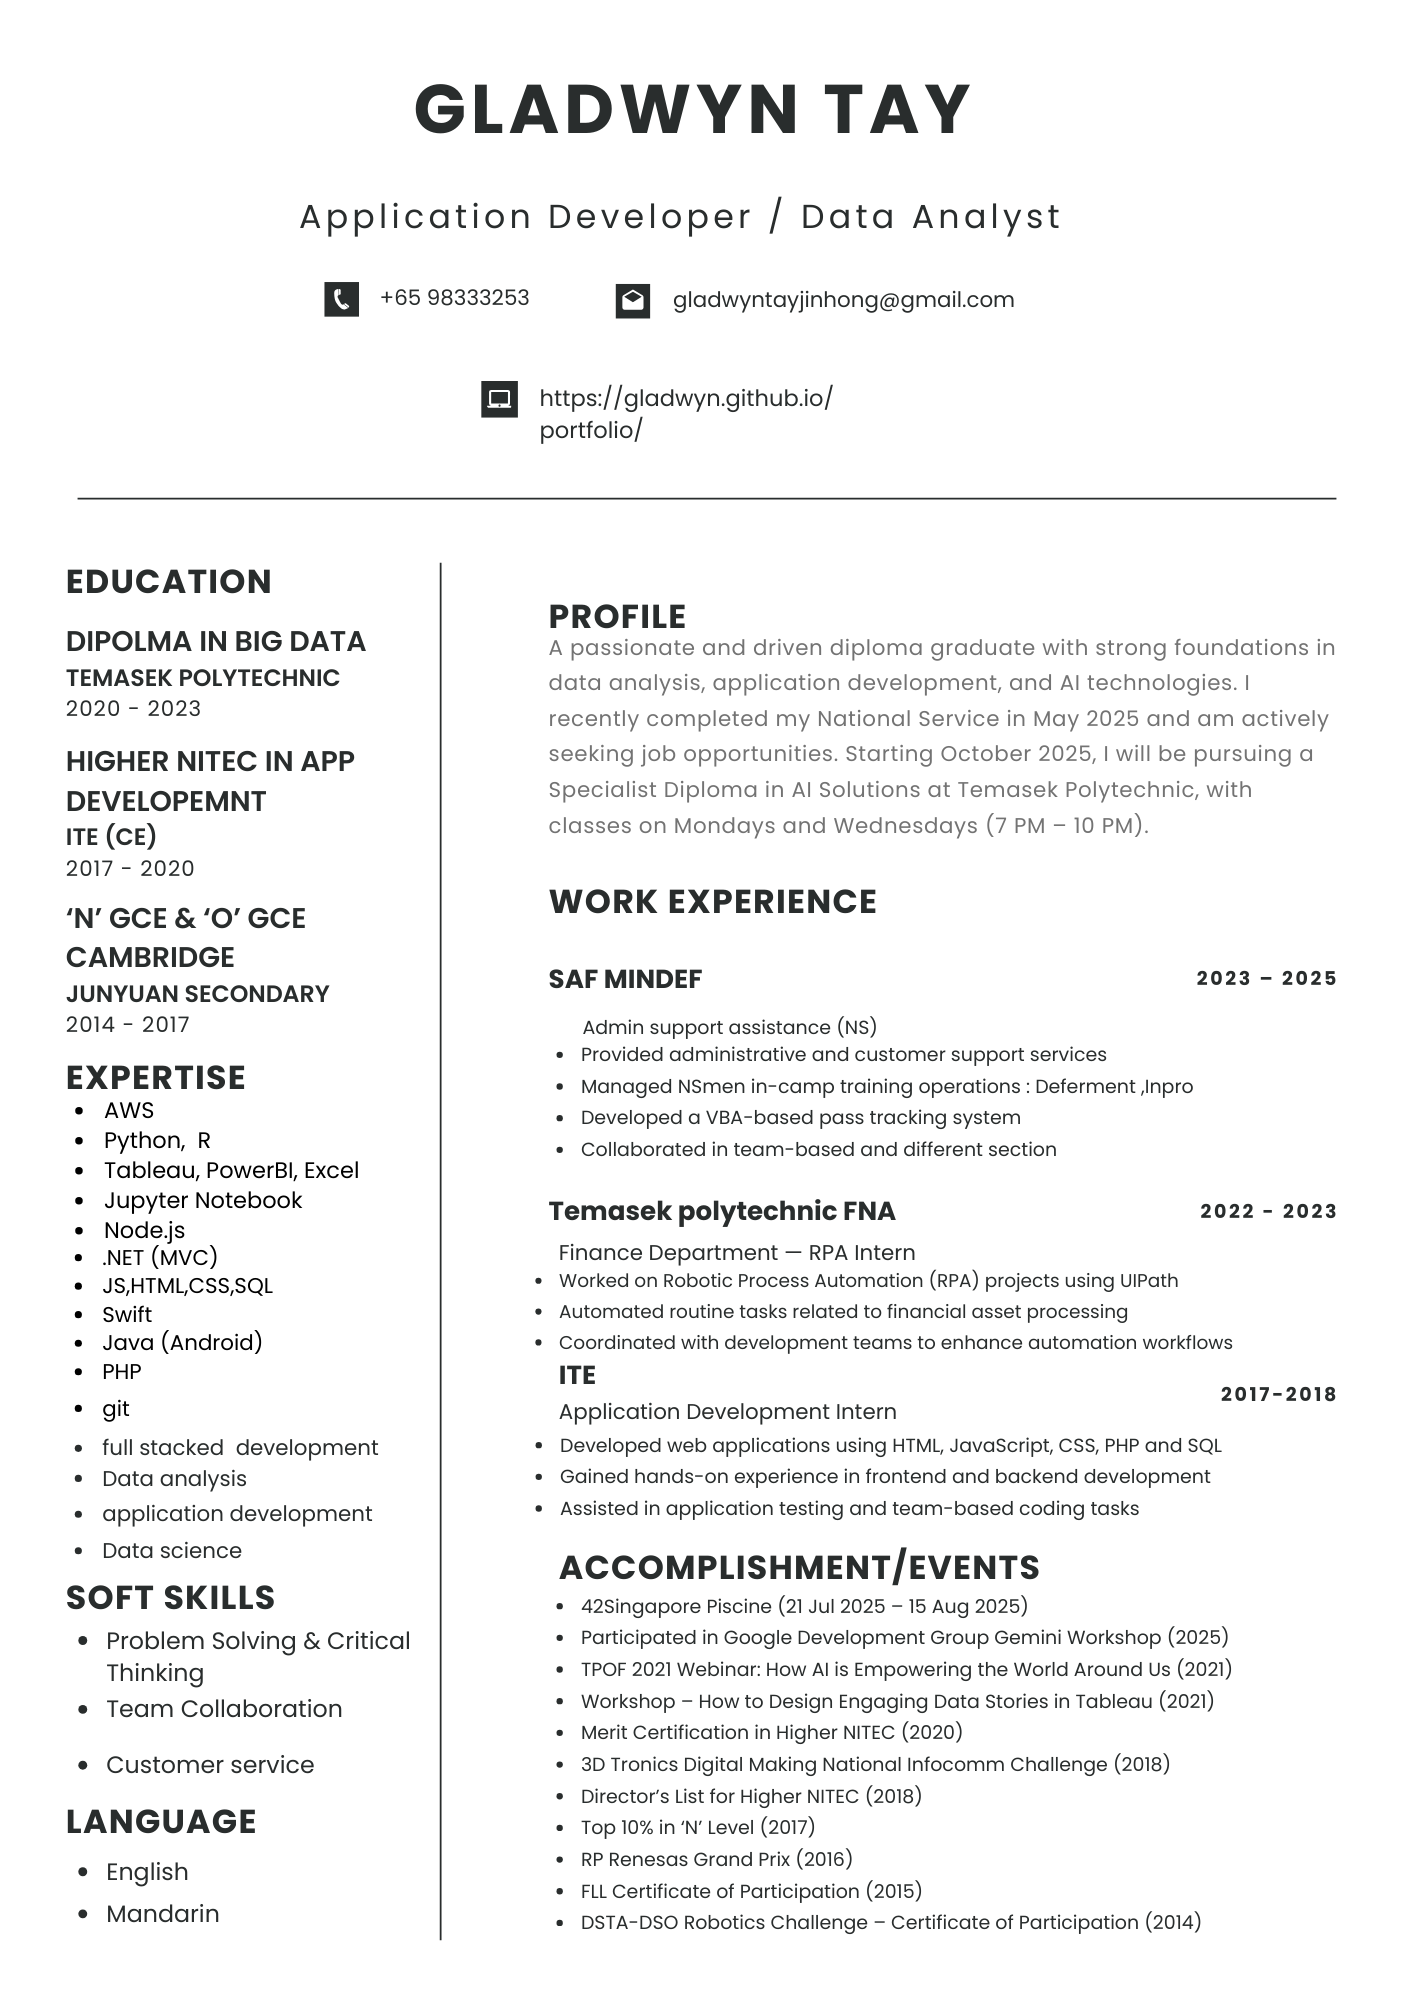 GLADWYN TAY
Application Developer / Data Analyst
+65 98333253
gladwyntayjinhong@gmail.com
https://gladwyn.github.io/
portfolio/
EDUCATION
DIPOLMA IN BIG DATA
TEMASEK POLYTECHNIC
2020 - 2023
HIGHER NITEC IN APP
DEVELOPEMNT
ITE (CE)
2017 - 2020
‘N’ GCE & ‘O’ GCE
CAMBRIDGE
JUNYUAN SECONDARY
2014 - 2017
EXPERTISE
• AWS
• Python,  R
• Tableau, PowerBI, Excel
• Jupyter Notebook
• Node.js
• .NET (MVC)
• JS,HTML,CSS,SQL
• Swift
• Java (Android)
• PHP
• git
• full stacked  development
• Data analysis
• application development
• Data science
SOFT SKILLS
• Problem Solving & Critical
Thinking
• Team Collaboration
• Customer service
LANGUAGE
• English
• Mandarin
PROFILE
A passionate and driven diploma graduate with strong foundations in
data analysis, application development, and AI technologies. I
recently completed my National Service in May 2025 and am actively
seeking job opportunities. Starting October 2025, I will be pursuing a
Specialist Diploma in AI Solutions at Temasek Polytechnic, with
classes on Mondays and Wednesdays (7 PM – 10 PM).
WORK EXPERIENCE
SAF MINDEF 2023 – 2025
Admin support assistance (NS)
• Provided administrative and customer support services
• Managed NSmen in-camp training operations : Deferment ,Inpro
• Developed a VBA-based pass tracking system
• Collaborated in team-based and different section
Temasek polytechnic FNA 2022 - 2023
Finance Department — RPA Intern
• Worked on Robotic Process Automation (RPA) projects using UIPath
• Automated routine tasks related to financial asset processing
• Coordinated with development teams to enhance automation workflows
ITE
2017-2018
Application Development Intern
• Developed web applications using HTML, JavaScript, CSS, PHP and SQL
• Gained hands-on experience in frontend and backend development
• Assisted in application testing and team-based coding tasks
ACCOMPLISHMENT/EVENTS
• 42Singapore Piscine (21 Jul 2025 – 15 Aug 2025)
• Participated in Google Development Group Gemini Workshop (2025)
• TPOF 2021 Webinar: How AI is Empowering the World Around Us (2021)
• Workshop – How to Design Engaging Data Stories in Tableau (2021)
• Merit Certification in Higher NITEC (2020)
• 3D Tronics Digital Making National Infocomm Challenge (2018)
• Director’s List for Higher NITEC (2018)
• Top 10% in ‘N’ Level (2017)
• RP Renesas Grand Prix (2016)
• FLL Certificate of Participation (2015)
• DSTA-DSO Robotics Challenge – Certificate of Participation (2014)